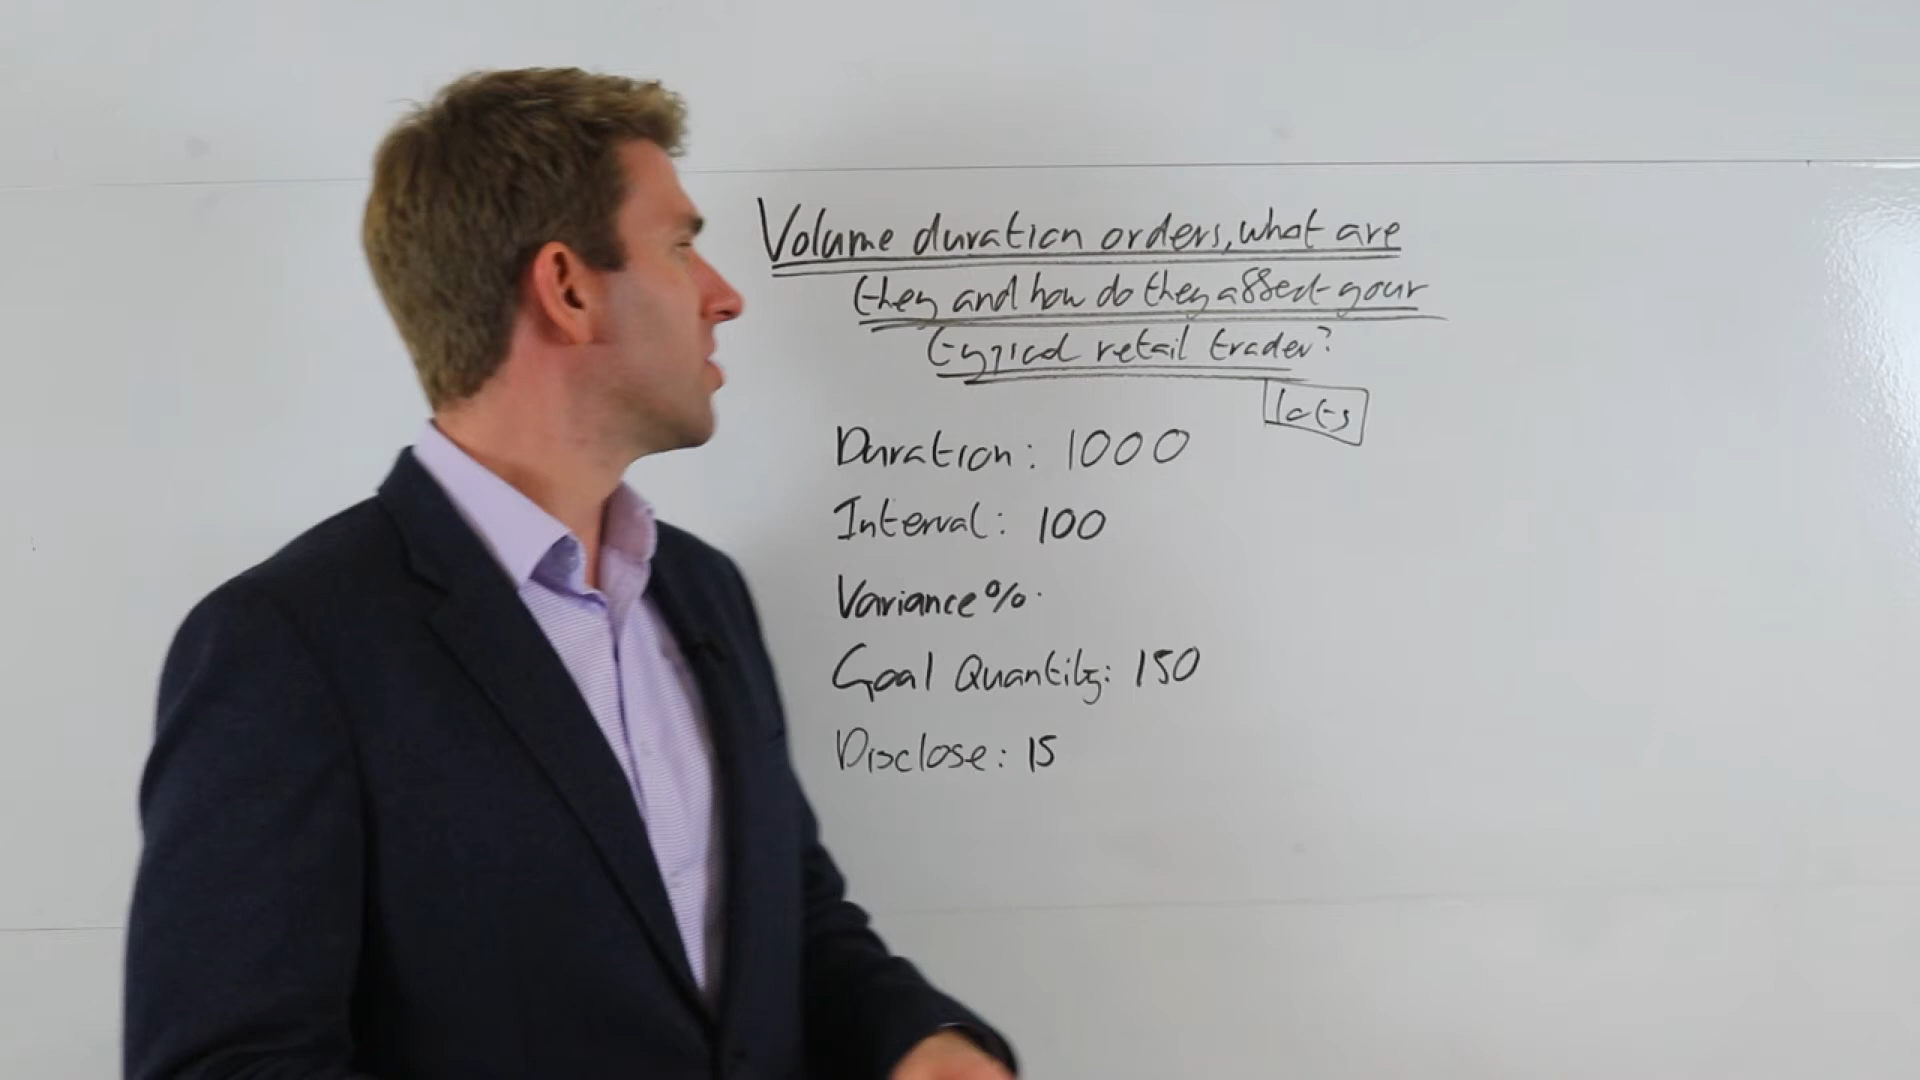 Volume duration orders, what are
they and how do they affect your
typical retail trader?
lots
Duration: 1000
Interval: 100
Variance %.
Goal Quantity: 150
Disclose: 15